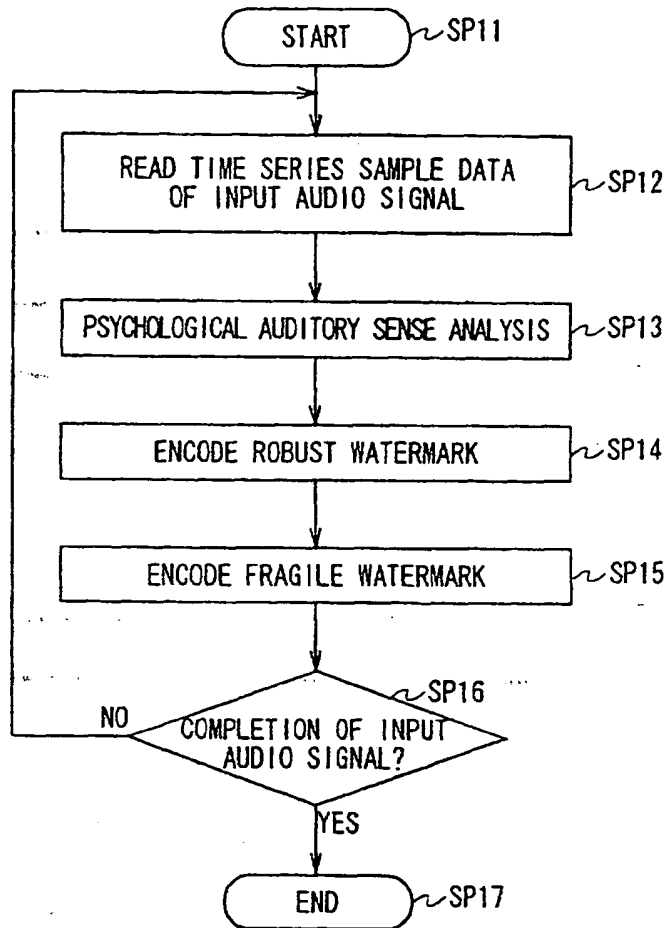 START
SP11
READ TIME SERIES SAMPLE DATA
OF INPUT AUDIO SIGNAL
SP12
PSYCHOLOGICAL AUDITORY SENSE ANALYSIS
SP13
ENCODE ROBUST WATERMARK
SP14
ENCODE FRAGILE WATERMARK
SP15
SP16
NO
COMPLETION OF INPUT
AUDIO SIGNAL?
YES
END
SP17